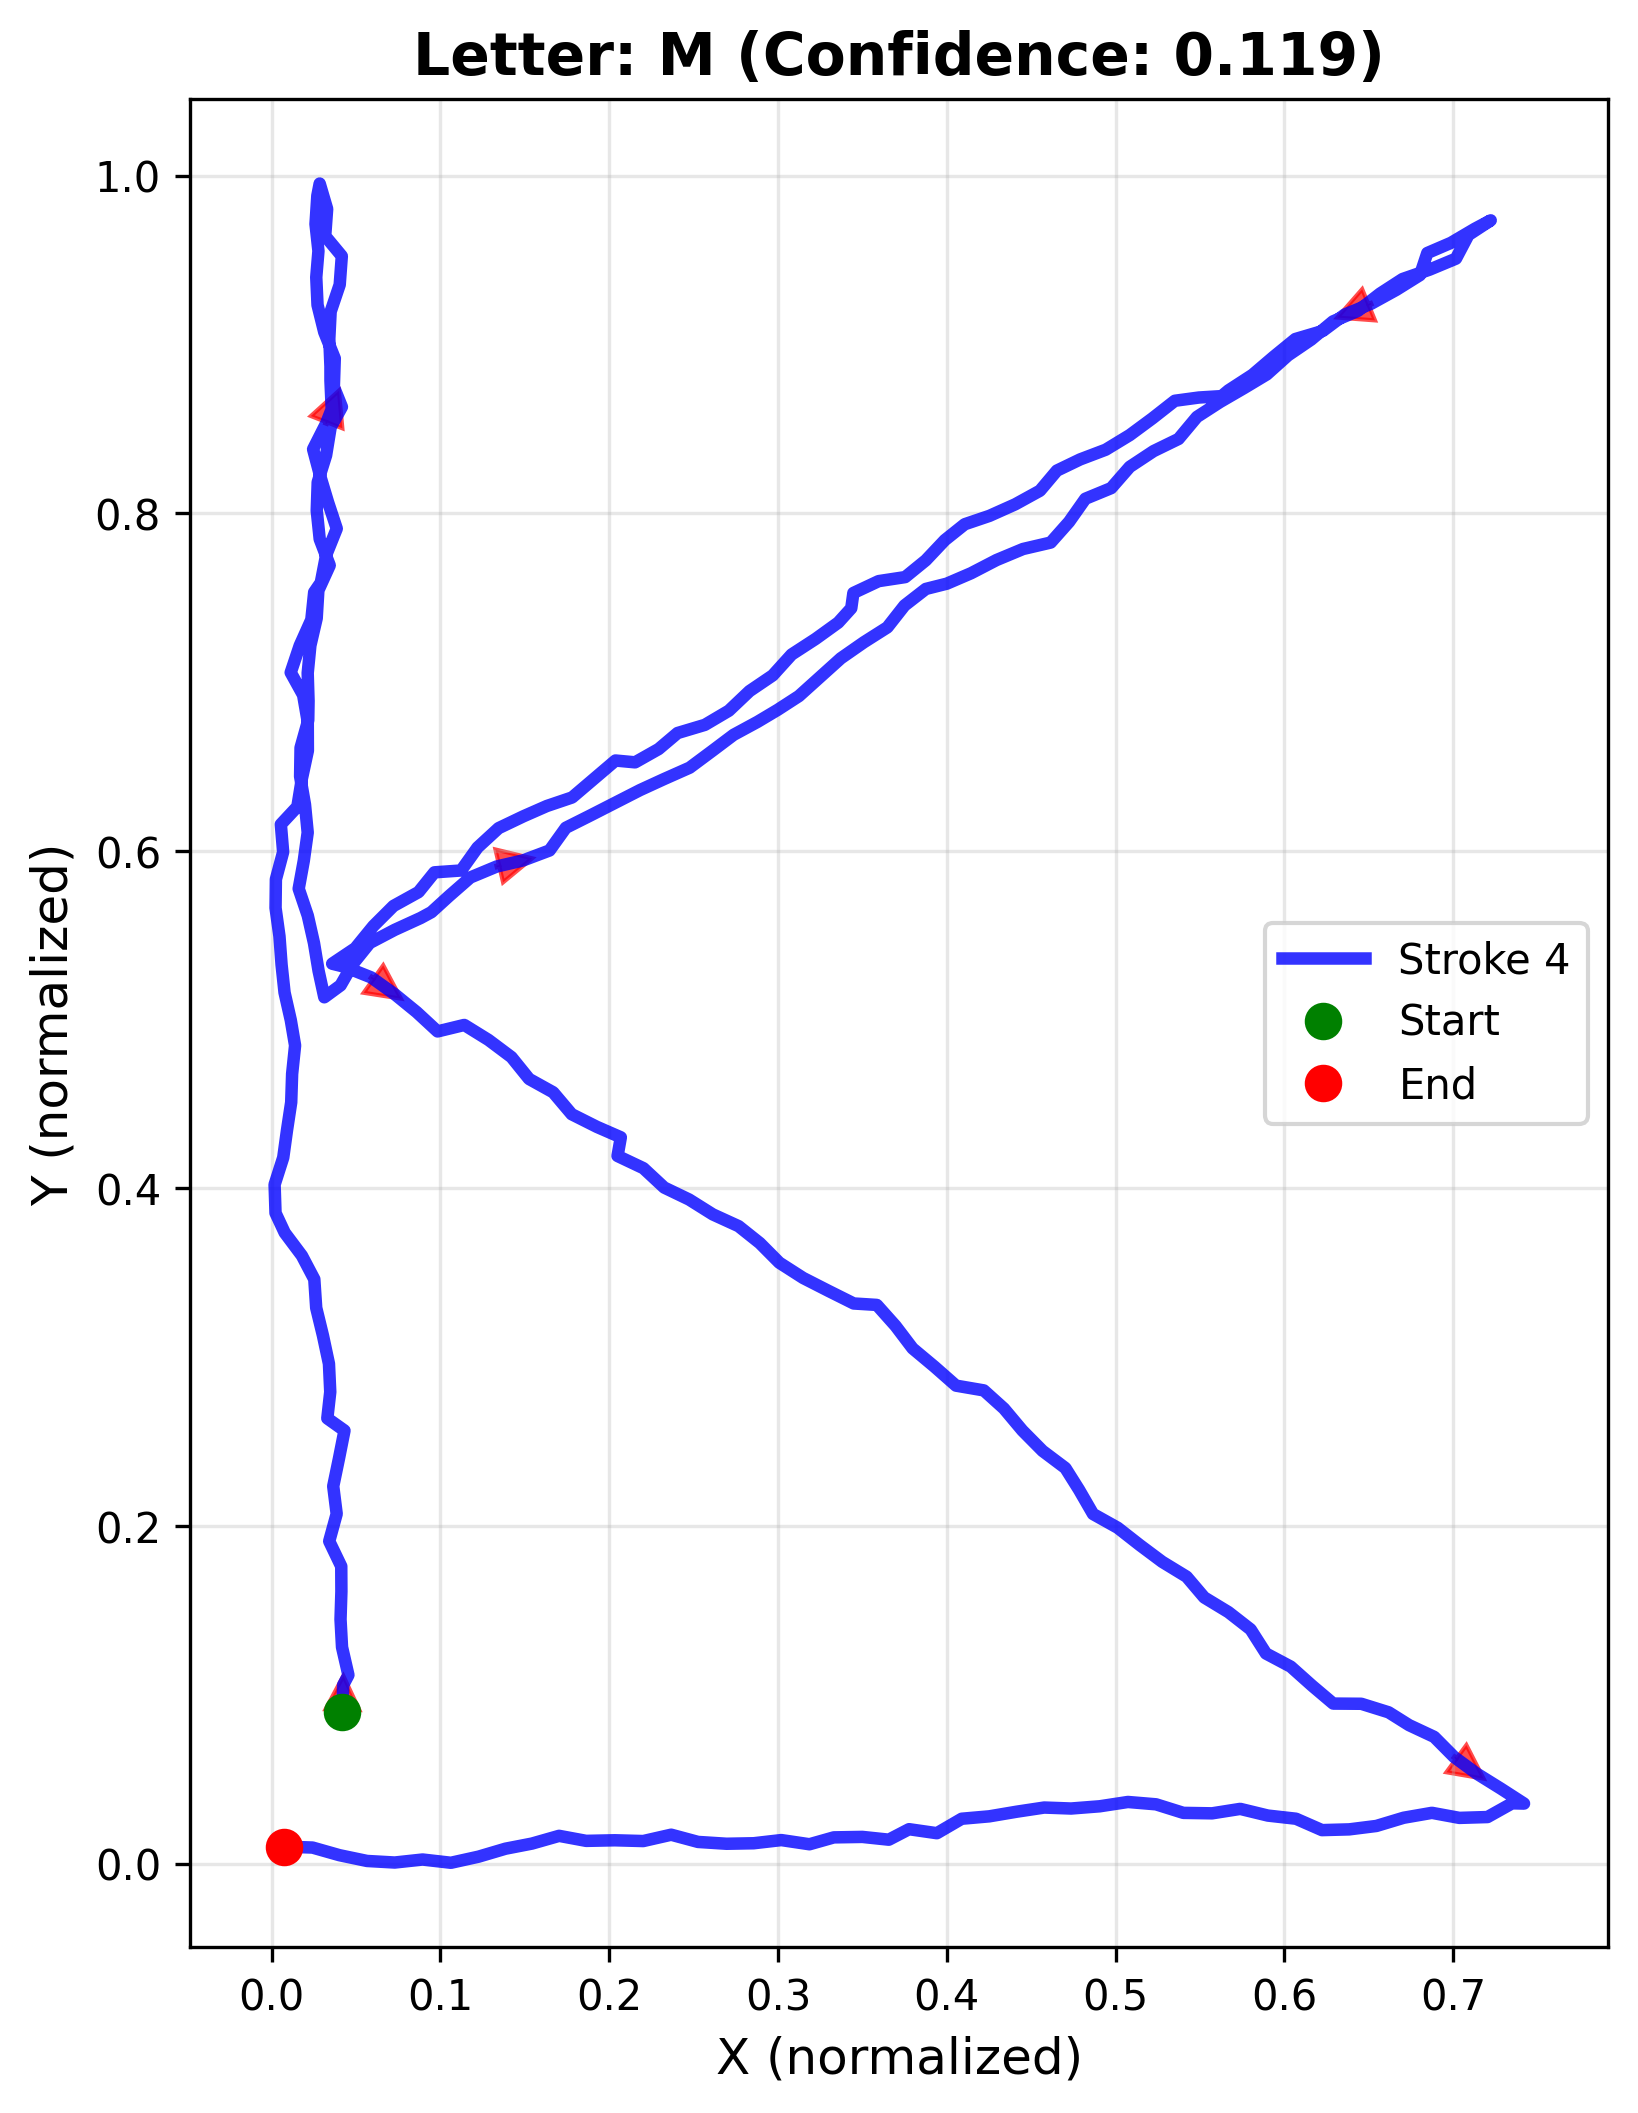 Letter: M (Confidence: 0.119)
1.0
0.8
0.6
0.4
0.2
0.0
Y (normalized)
Stroke 4
Start
End
0.0 0.1 0.2 0.3 0.4 0.5 0.6 0.7
X (normalized)